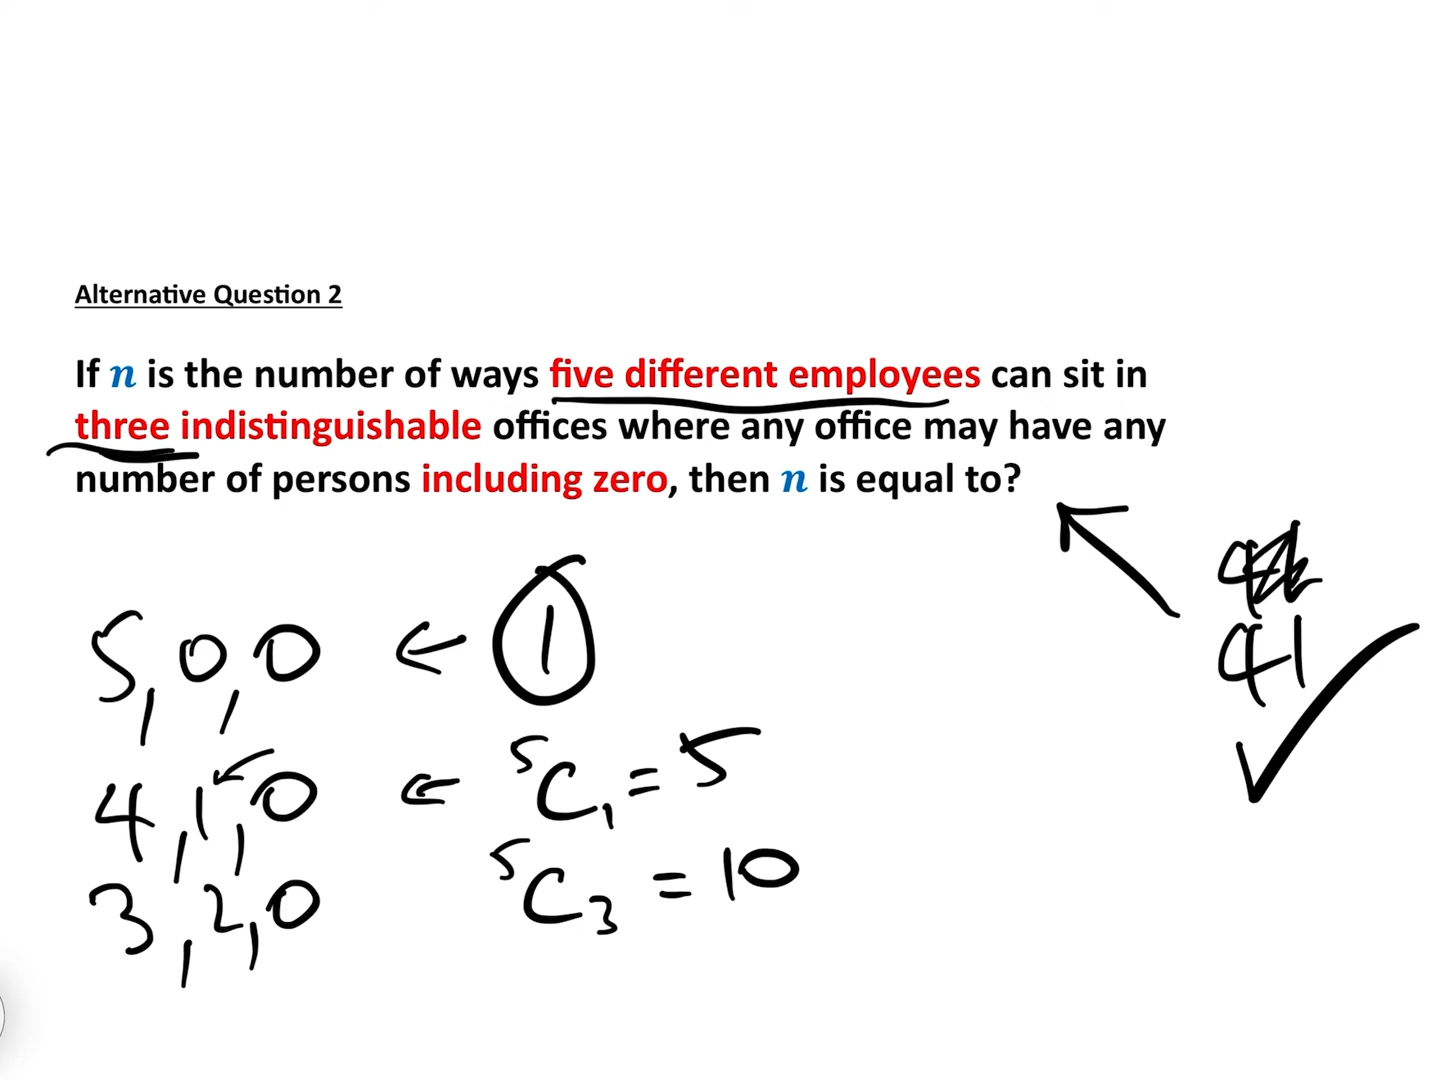 Alternative Question 2
If n is the number of ways five different employees can sit in
three indistinguishable offices where any office may have any
number of persons including zero, then n is equal to?
5,0,0 ← 1
41
4,1,0 ← ⁵C₁ = 5
3,2,0 ⁵C₃ = 10